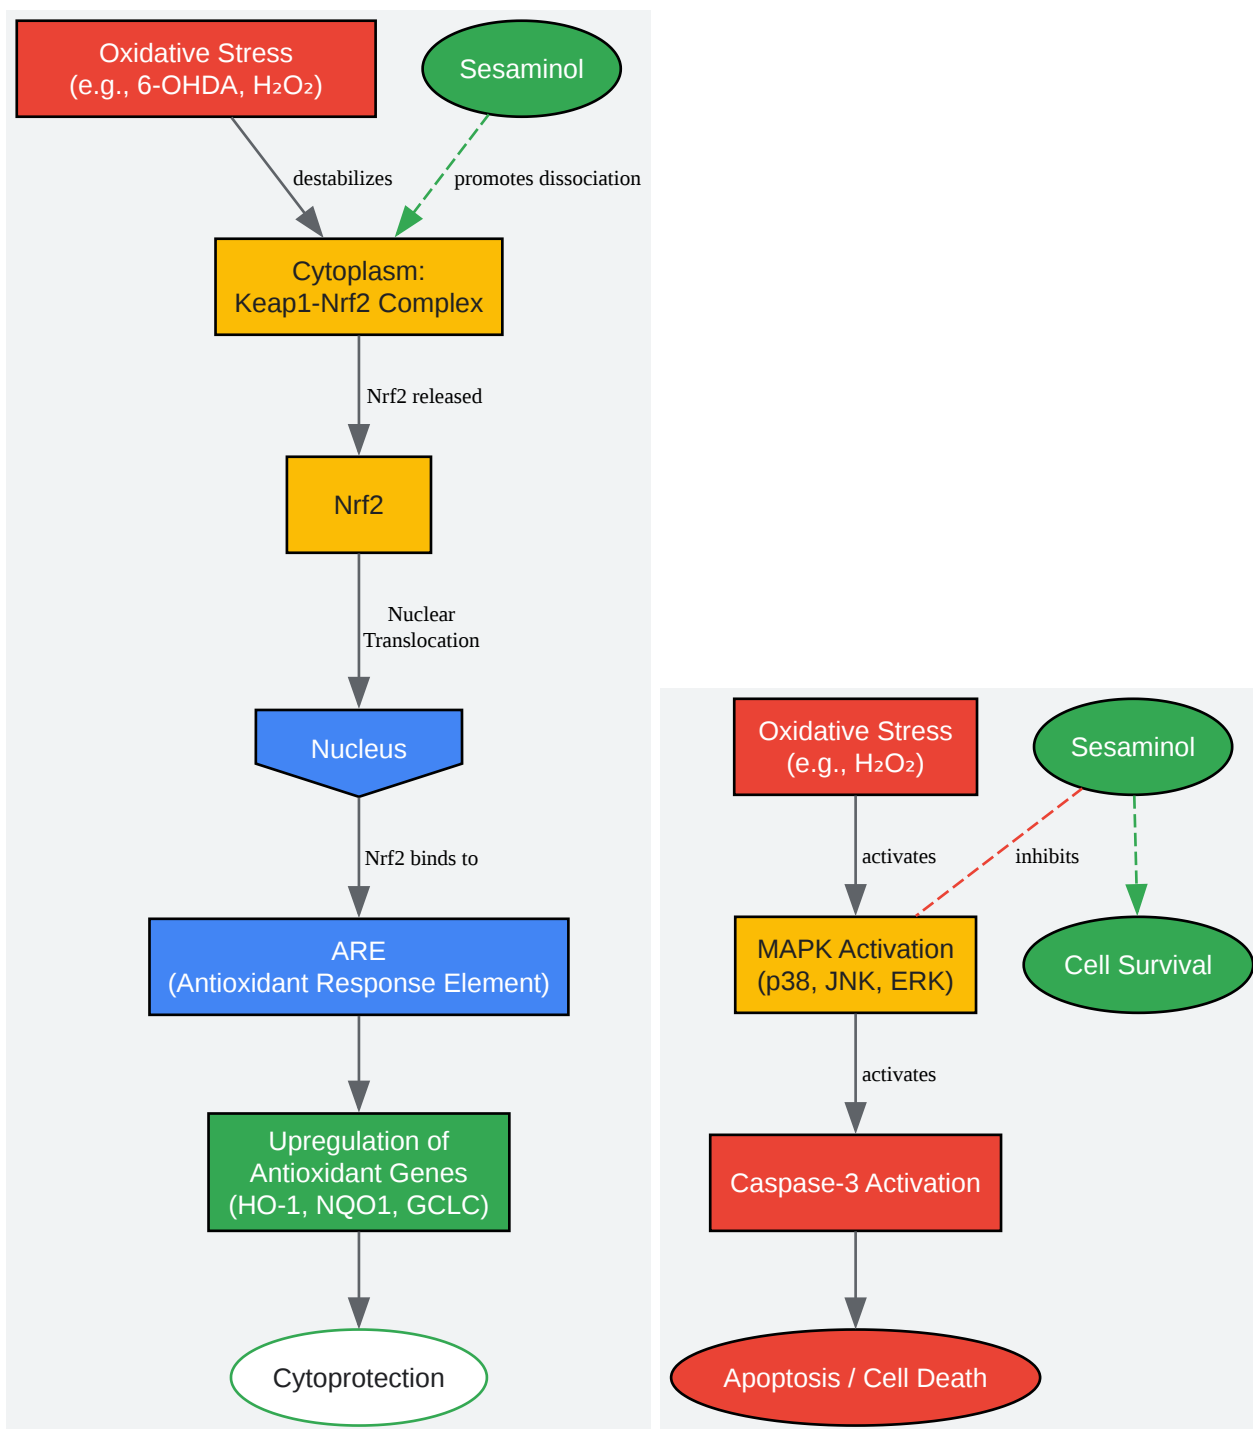 Oxidative Stress
(e.g., 6-OHDA, H₂O₂)
Sesaminol
destabilizes
promotes dissociation
Cytoplasm:
Keap1-Nrf2 Complex
Nrf2 released
Nrf2
Nuclear
Translocation
Nucleus
Nrf2 binds to
ARE
(Antioxidant Response Element)
Upregulation of
Antioxidant Genes
(HO-1, NQO1, GCLC)
Cytoprotection
Oxidative Stress
(e.g., H₂O₂)
Sesaminol
activates
inhibits
MAPK Activation
(p38, JNK, ERK)
Cell Survival
activates
Caspase-3 Activation
Apoptosis / Cell Death